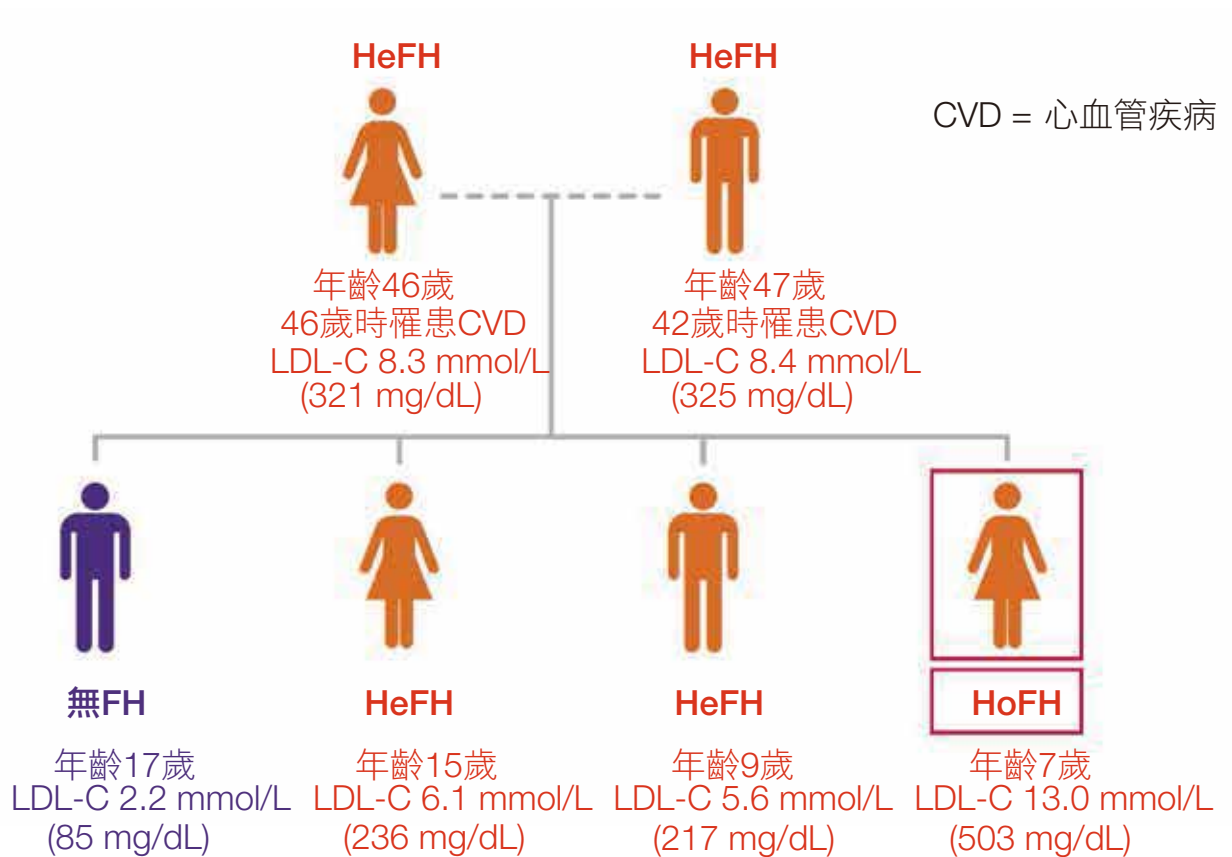 HeFH
HeFH
CVD = 心血管疾病
年齡46歲
46歲時罹患CVD
LDL-C 8.3 mmol/L
(321 mg/dL)
年齡47歲
42歲時罹患CVD
LDL-C 8.4 mmol/L
(325 mg/dL)
無FH
年齡17歲
LDL-C 2.2 mmol/L
(85 mg/dL)
HeFH
年齡15歲
LDL-C 6.1 mmol/L
(236 mg/dL)
HeFH
年齡9歲
LDL-C 5.6 mmol/L
(217 mg/dL)
HoFH
年齡7歲
LDL-C 13.0 mmol/L
(503 mg/dL)